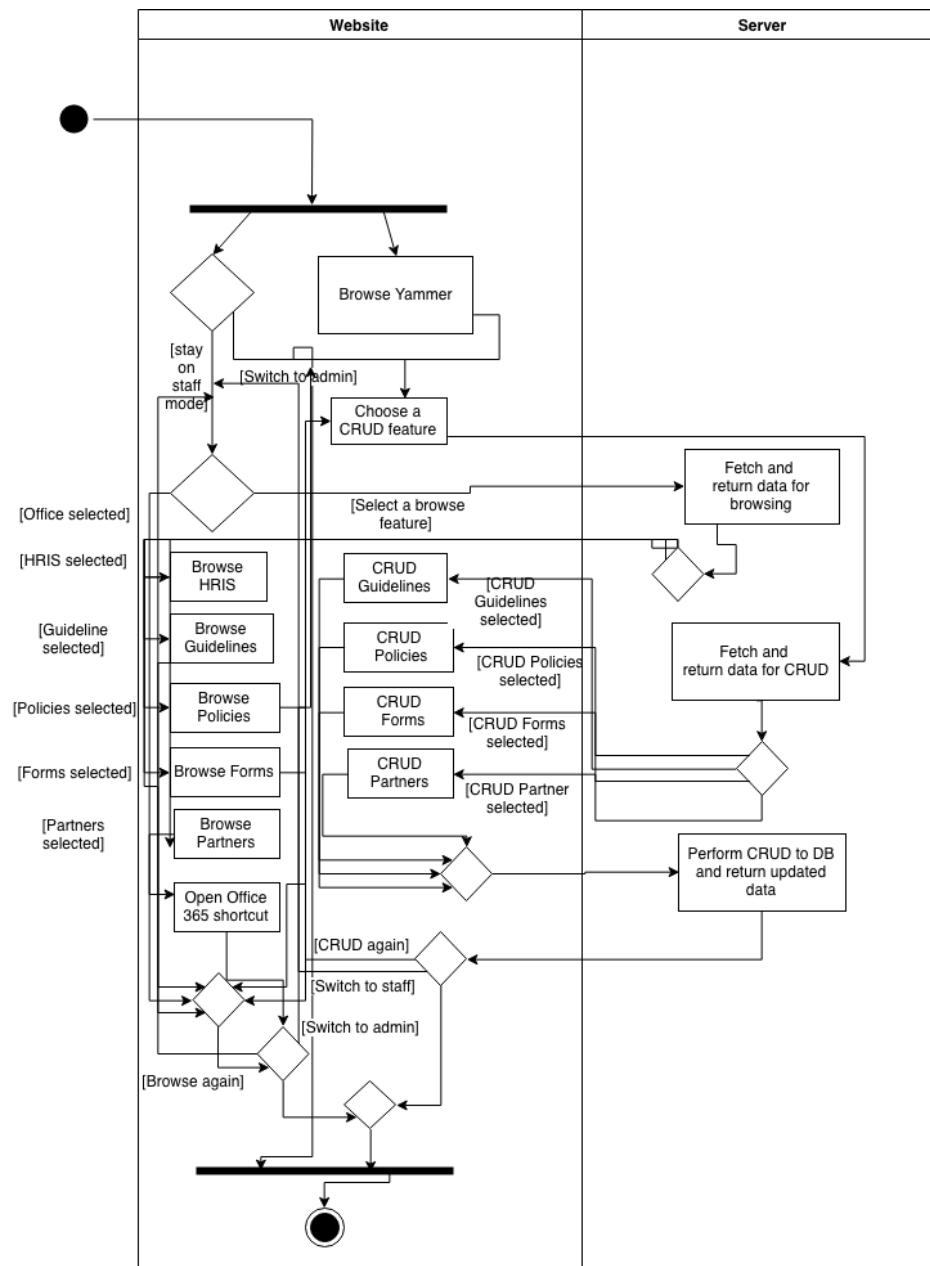 Website
Server
Browse Yammer
[stay
on
staff
mode]
[Switch to admin]
Choose a
CRUD feature
Fetch and
return data for
browsing
[Office selected]
[Select a browse
feature]
[HRIS selected]
Browse
HRIS
CRUD
Guidelines
[CRUD
Guidelines
selected]
[Guideline
selected]
Browse
Guidelines
CRUD
Policies
[CRUD Policies
selected]
Fetch and
return data for CRUD
[Policies selected]
Browse
Policies
CRUD
Forms
[CRUD Forms
selected]
[Forms selected]
Browse Forms
CRUD
Partners
[CRUD Partner
selected]
[Partners
selected]
Browse
Partners
Perform CRUD to DB
and return updated
data
Open Office
365 shortcut
[CRUD again]
[Switch to staff]
[Switch to admin]
[Browse again]